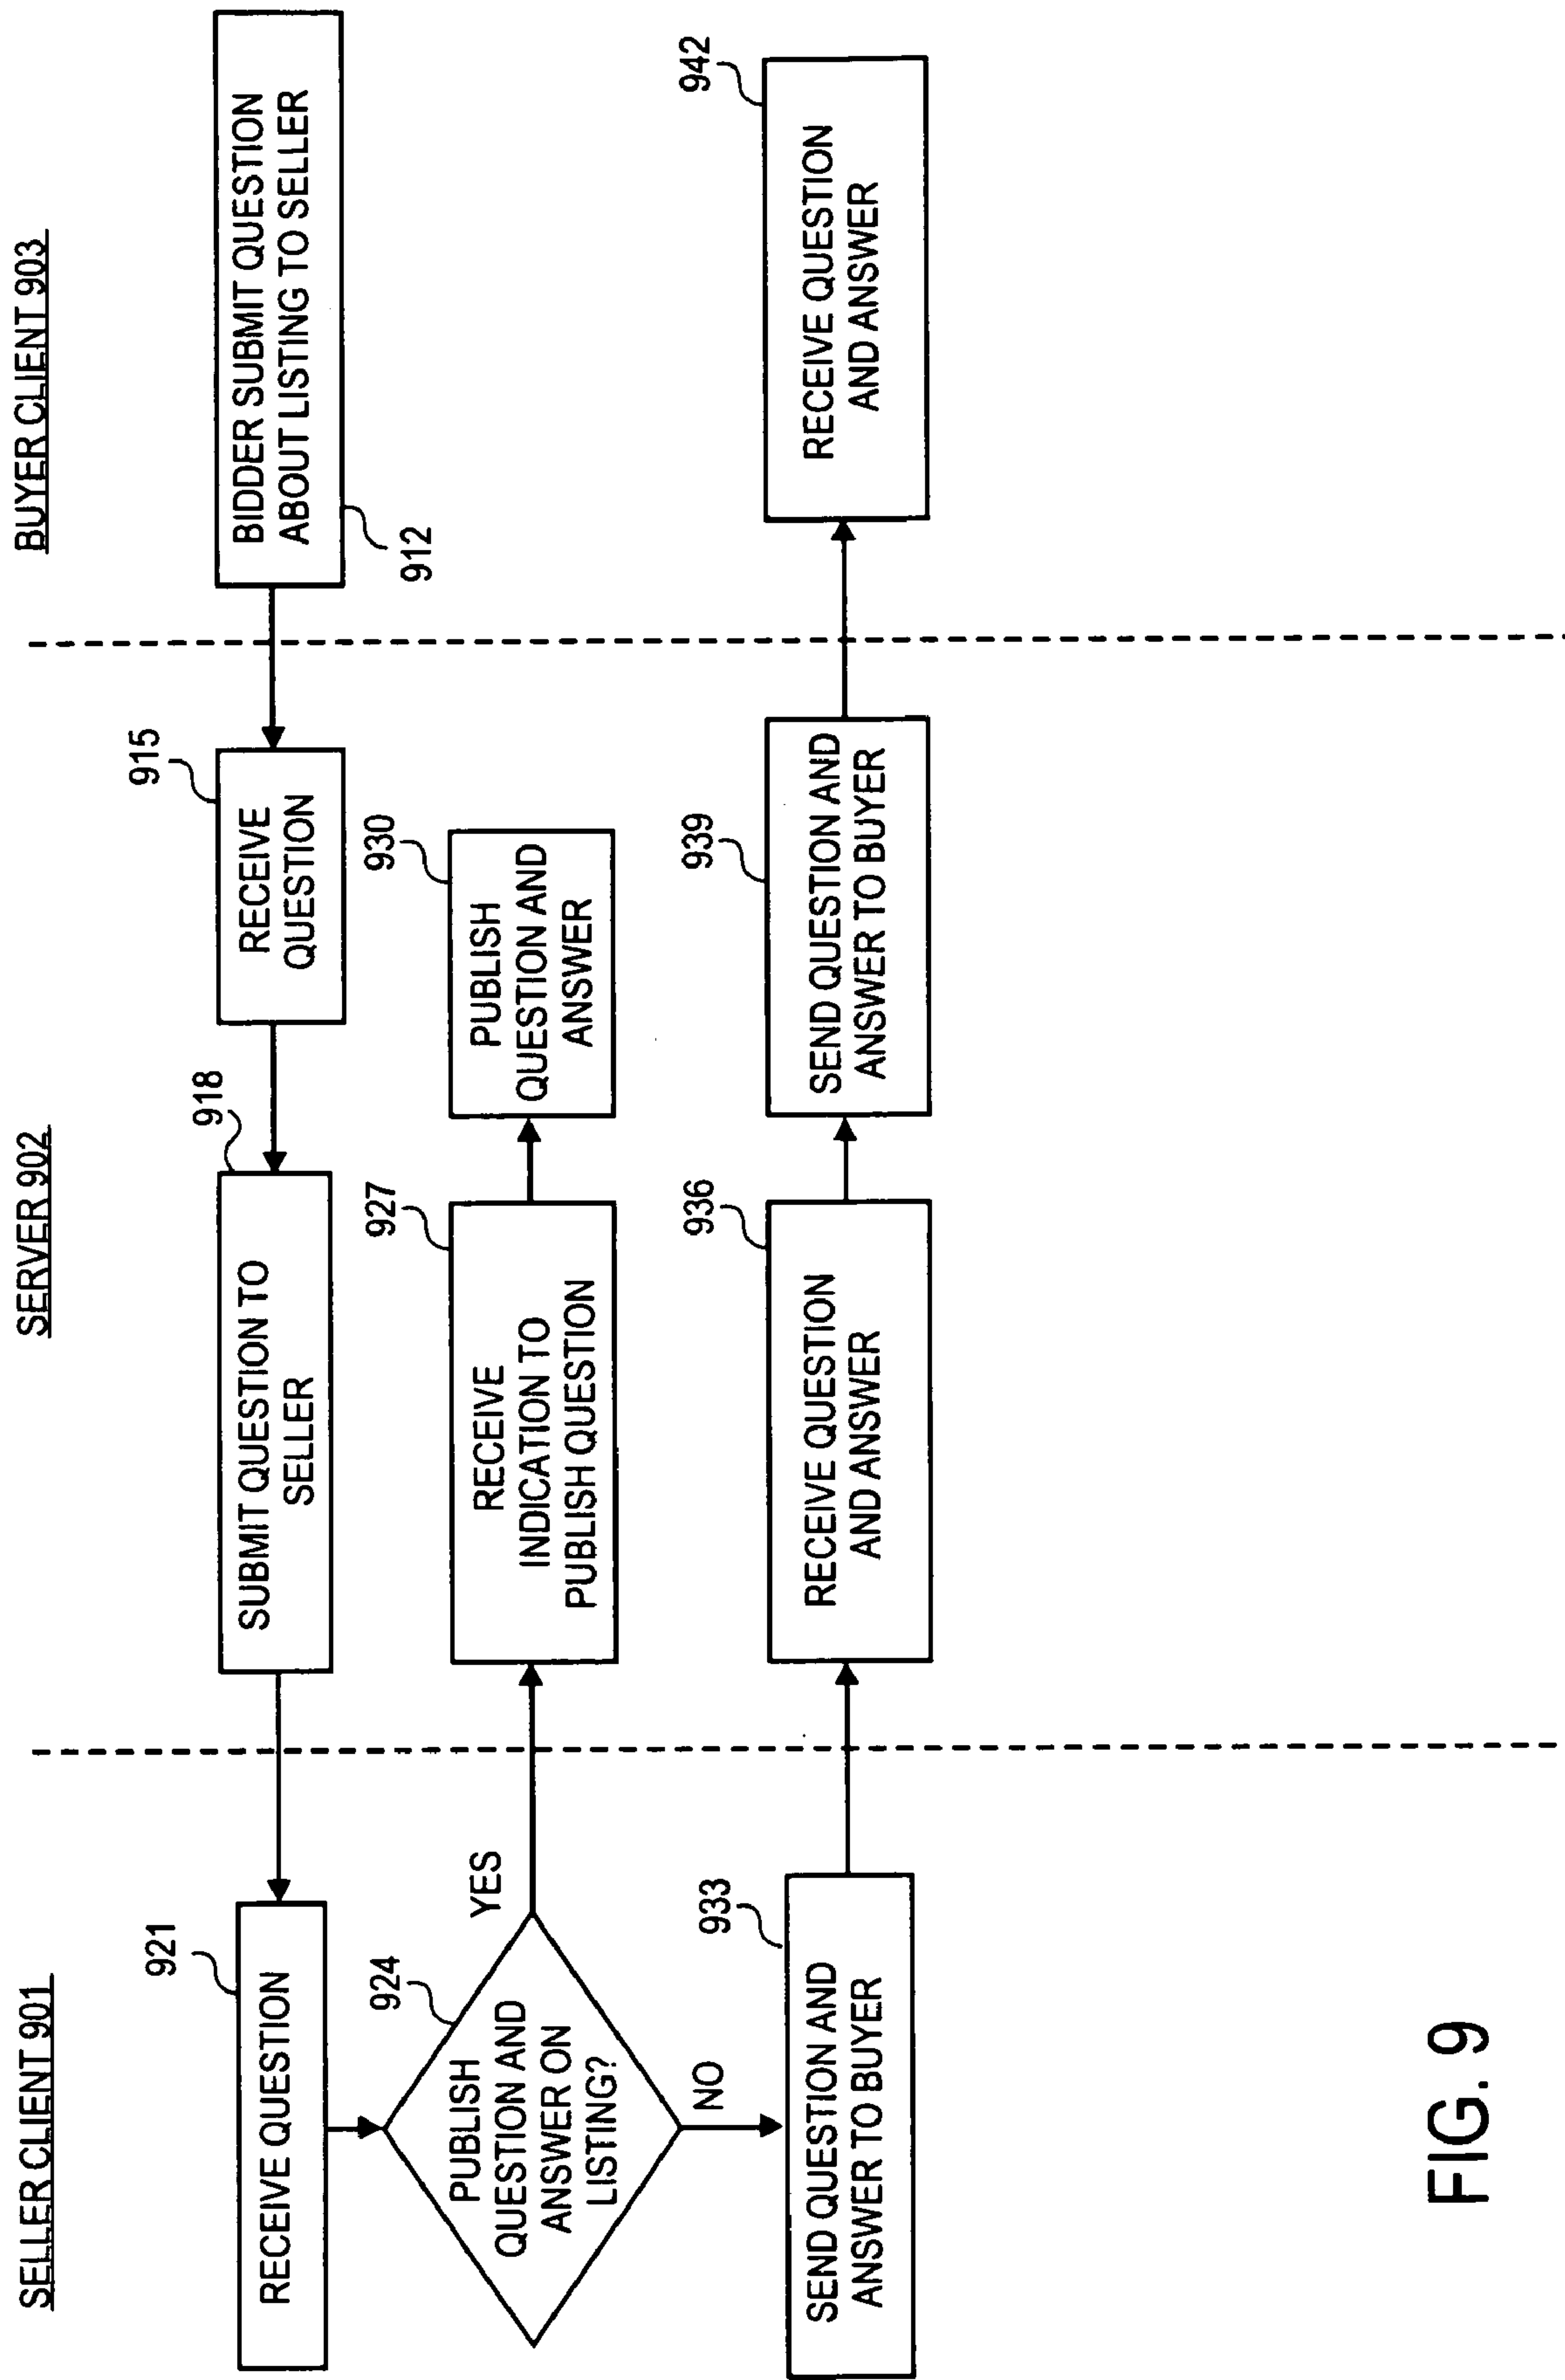 SELLER CLIENT 901
SERVER 902
BUYER CLIENT 903
BIDDER SUBMIT QUESTION
ABOUT LISTING TO SELLER
912
915
RECEIVE
QUESTION
918
SUBMIT QUESTION TO
SELLER
921
RECEIVE QUESTION
924
PUBLISH
QUESTION AND
ANSWER ON
LISTING?
YES
NO
927
RECEIVE
INDICATION TO
PUBLISH QUESTION
930
PUBLISH
QUESTION AND
ANSWER
933
SEND QUESTION AND
ANSWER TO BUYER
936
RECEIVE QUESTION
AND ANSWER
939
SEND QUESTION AND
ANSWER TO BUYER
942
RECEIVE QUESTION
AND ANSWER
FIG. 9